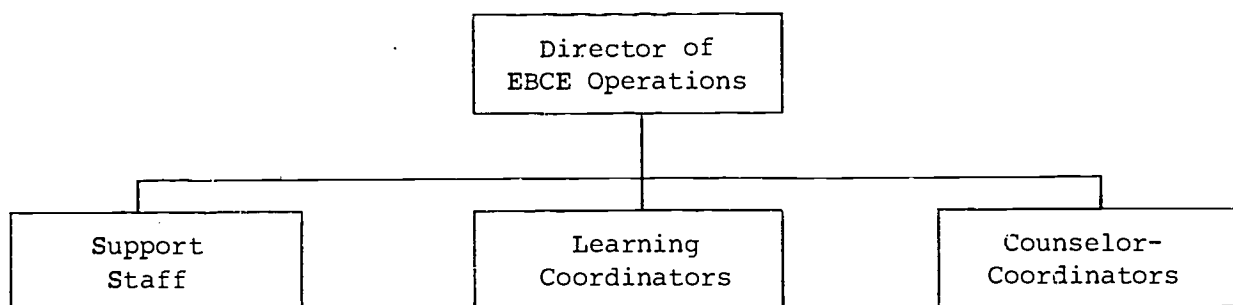 Director of
EBCE Operations
Support
Staff
Learning
Coordinators
Counselor-
Coordinators